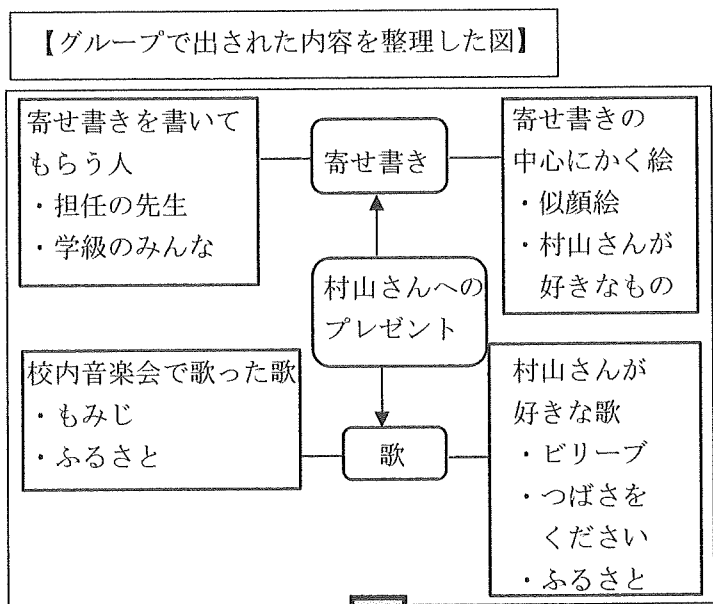 【グループで出された内容を整理した図】
寄せ書きを書いて
もらう人
・担任の先生
・学級のみんな
寄せ書き
寄せ書きの
中心にかく絵
・似顔絵
・村山さんが
好きなもの
村山さんへの
プレゼント
校内音楽会で歌った歌
・もみじ
・ふるさと
歌
村山さんが
好きな歌
・ビリーブ
・つばさを
ください
・ふるさと